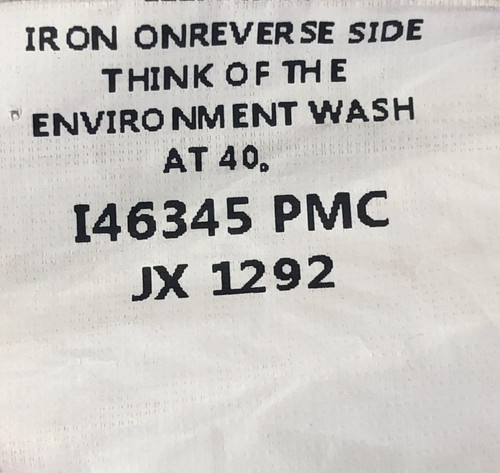 IRON ONREVERSE SIDE
THINK OF THE
ENVIRONMENT WASH
AT 40。
I46345 PMC
JX 1292